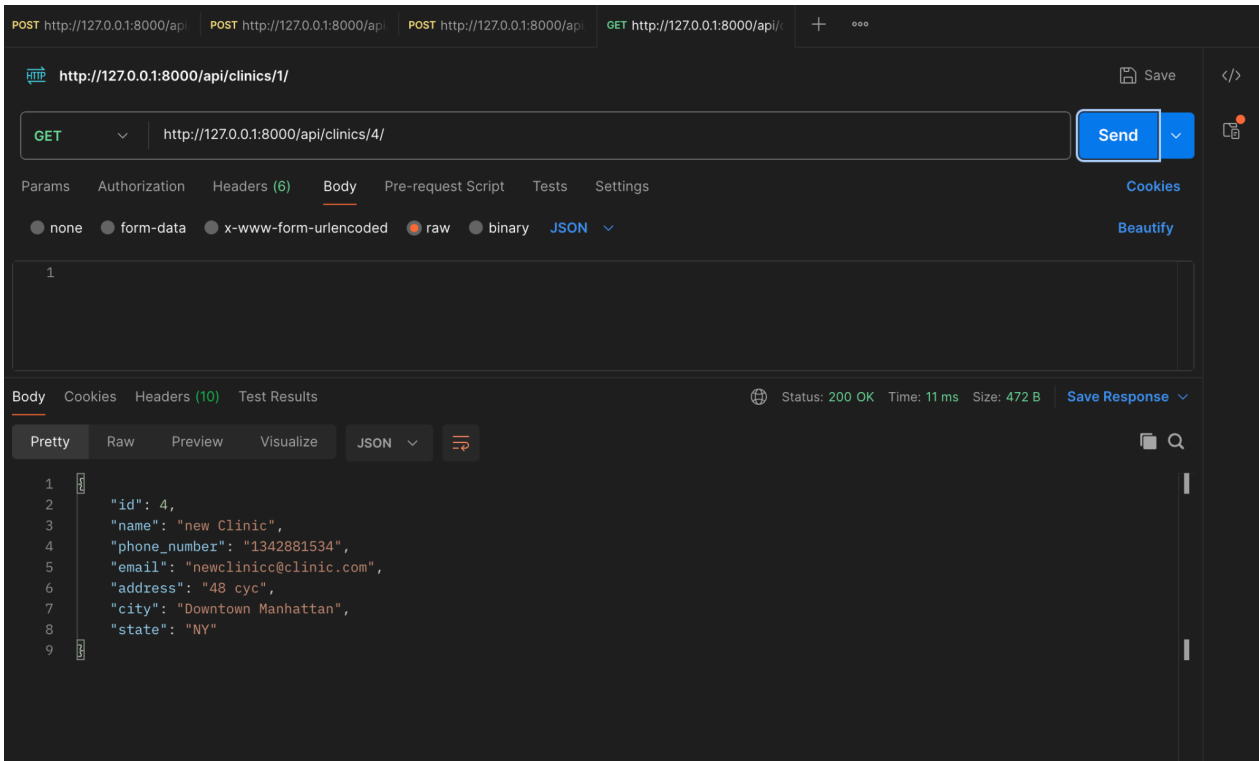 POST http://127.0.0.1:8000/api POST http://127.0.0.1:8000/api POST http://127.0.0.1:8000/api GET http://127.0.0.1:8000/api/
HTTP http://127.0.0.1:8000/api/clinics/1/ Save </>
GET http://127.0.0.1:8000/api/clinics/4/ Send
Params Authorization Headers (6) Body Pre-request Script Tests Settings Cookies
none form-data x-www-form-urlencoded raw binary JSON Beautify
1
Body Cookies Headers (10) Test Results Status: 200 OK Time: 11 ms Size: 472 B Save Response
Pretty Raw Preview Visualize JSON
1 {
2 "id": 4,
3 "name": "new Clinic",
4 "phone_number": "1342881534",
5 "email": "newclinicc@clinic.com",
6 "address": "48 cyc",
7 "city": "Downtown Manhattan",
8 "state": "NY"
9 }